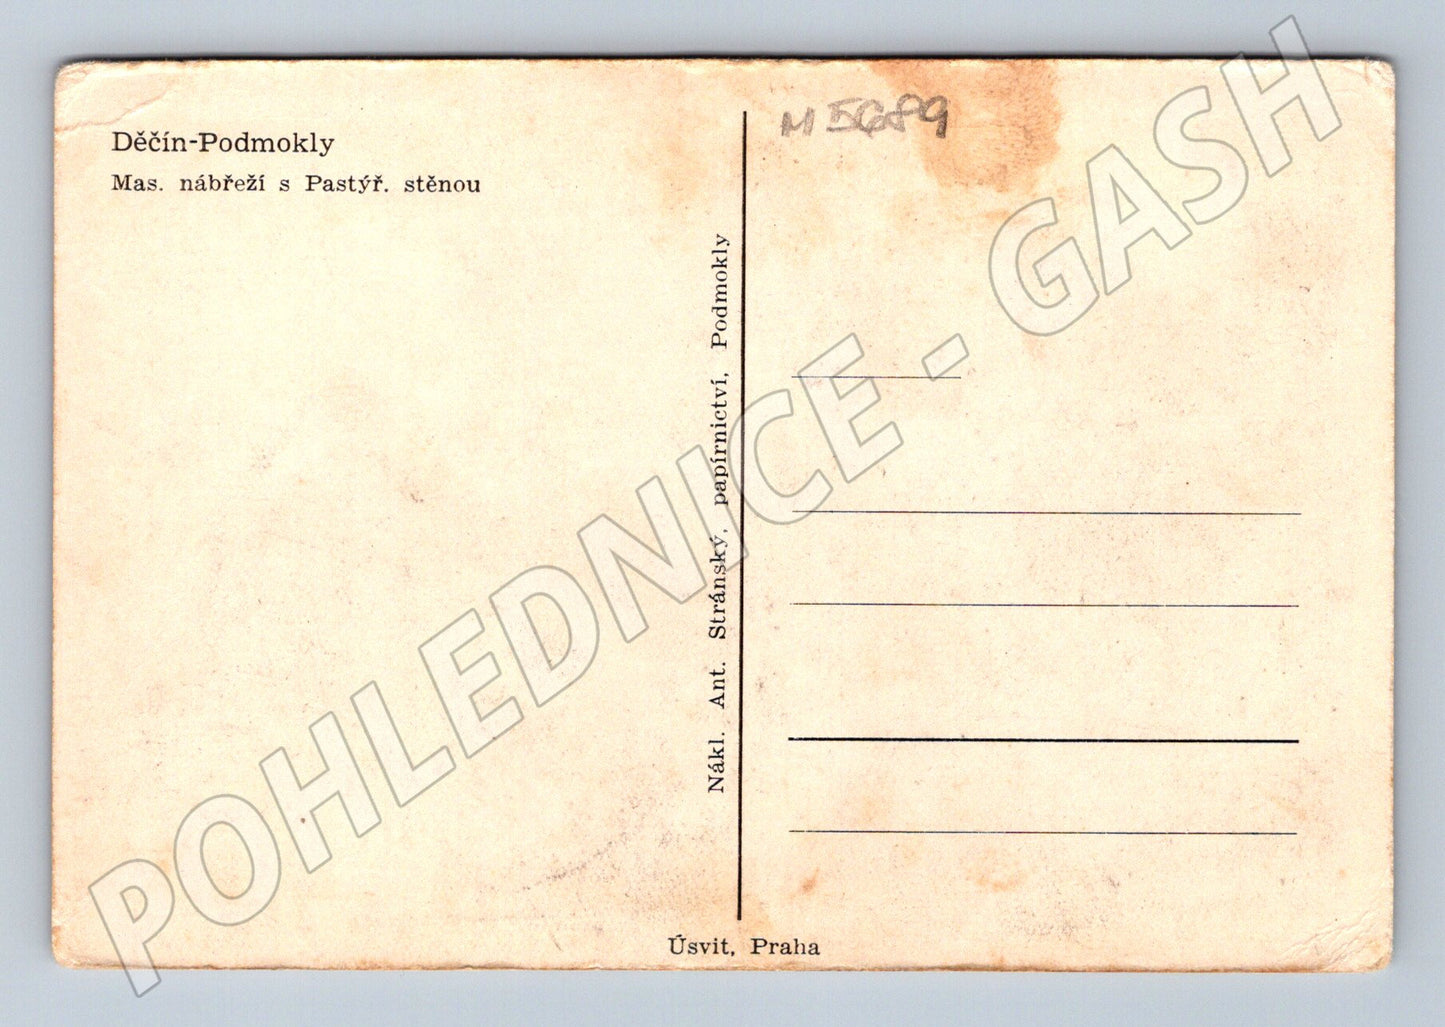 Děčín-Podmokly
Mas. nábřeží s Pastýř. stěnou
M 5689
Nákl. Ant. Stránský, papírnictví, Podmokly
Úsvit, Praha
POHLEDNICE - GASH